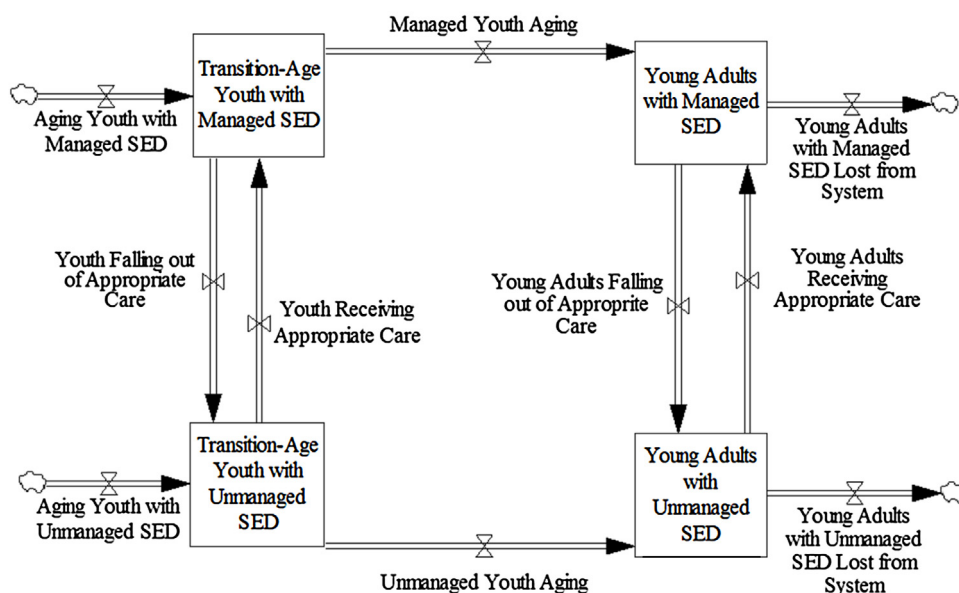 Managed Youth Aging
Transition-Age
Youth with
Managed SED
Young Adults
with Managed
SED
Aging Youth with
Managed SED
Young Adults
with Managed
SED Lost from
System
Youth Falling out
of Appropriate
Care
Youth Receiving
Appropriate Care
Young Adults Falling
out of Approprite
Care
Young Adults
Receiving
Appropriate Care
Transition-Age
Youth with
Unmanaged
SED
Young Adults
with
Unmanaged
SED
Aging Youth with
Unmanaged SED
Young Adults
with Unmanaged
SED Lost from
System
Unmanaged Youth Aging